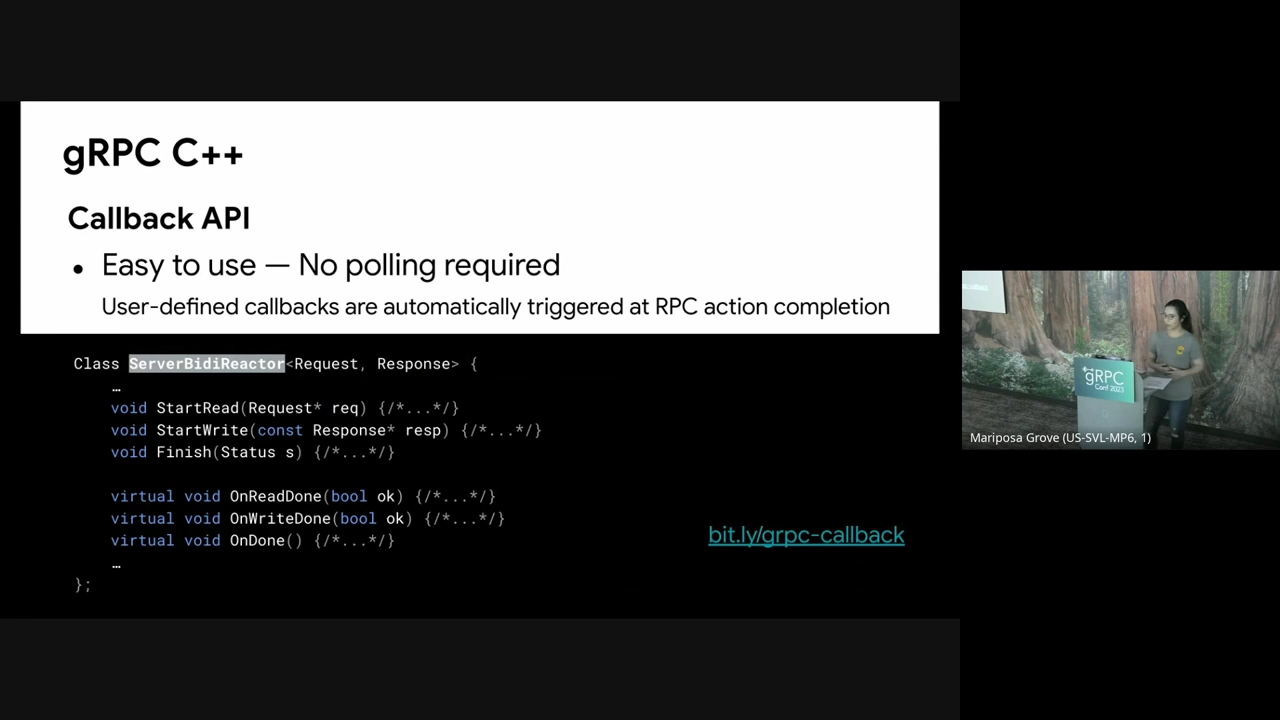 gRPC C++
Callback API
● Easy to use — No polling required
User-defined callbacks are automatically triggered at RPC action completion
Class ServerBidiReactor<Request, Response> {
…
void StartRead(Request* req) {/*...*/}
void StartWrite(const Response* resp) {/*...*/}
void Finish(Status s) {/*...*/}
virtual void OnReadDone(bool ok) {/*...*/}
virtual void OnWriteDone(bool ok) {/*...*/}
virtual void OnDone() {/*...*/}
…
};
bit.ly/grpc-callback
gRPC
Conf 2023
Mariposa Grove (US-SVL-MP6, 1)